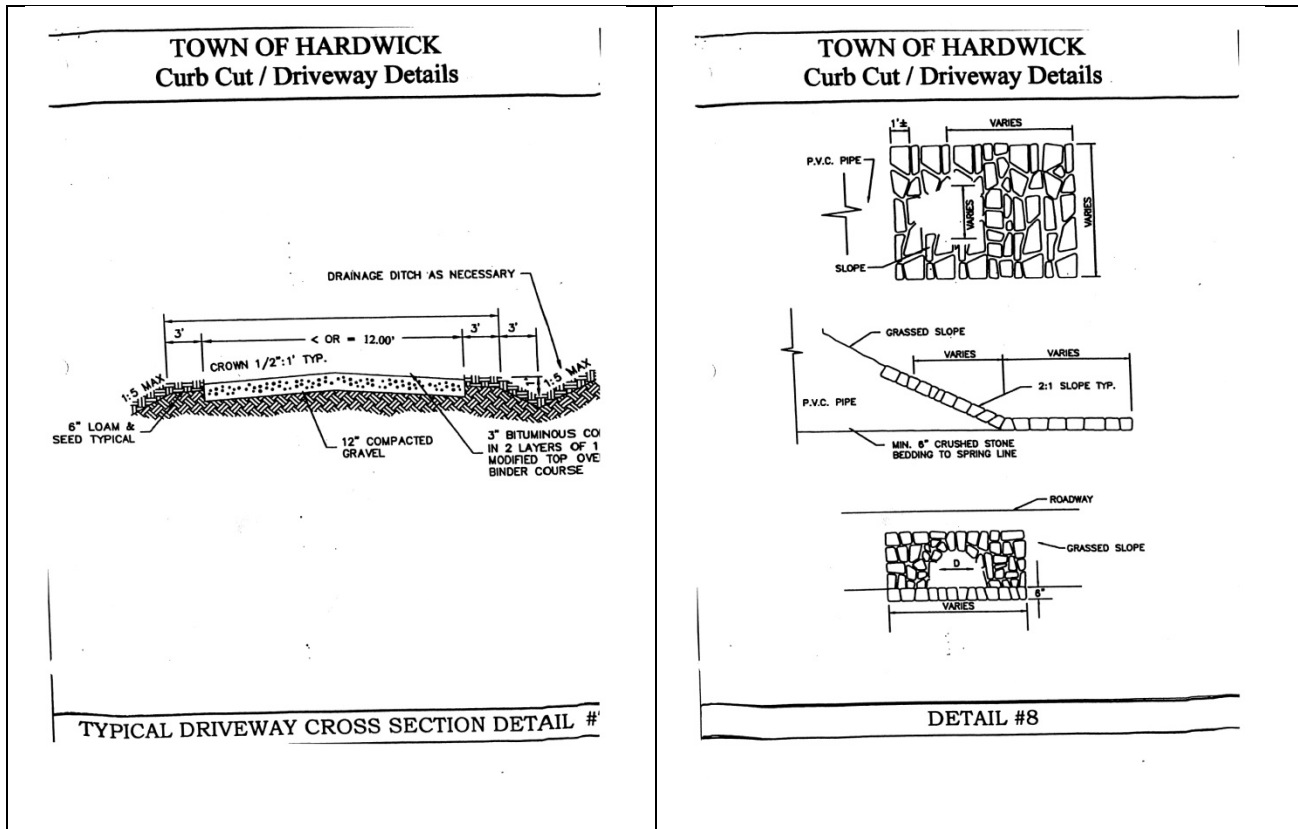 TOWN OF HARDWICK
Curb Cut / Driveway Details
DRAINAGE DITCH AS NECESSARY
3'
< OR = 12.00'
3'
3'
CROWN 1/2":1' TYP.
1:5 MAX
1'
1:5 MAX
6" LOAM &
SEED TYPICAL
12" COMPACTED
GRAVEL
3" BITUMINOUS CO
IN 2 LAYERS OF 1
MODIFIED TOP OVE
BINDER COURSE
TYPICAL DRIVEWAY CROSS SECTION DETAIL #
TOWN OF HARDWICK
Curb Cut / Driveway Details
1'±
VARIES
P.V.C. PIPE
VARIES
VARIES
SLOPE
GRASSED SLOPE
VARIES
VARIES
2:1 SLOPE TYP.
P.V.C. PIPE
MIN. 6" CRUSHED STONE
BEDDING TO SPRING LINE
ROADWAY
GRASSED SLOPE
D
6"
VARIES
DETAIL #8